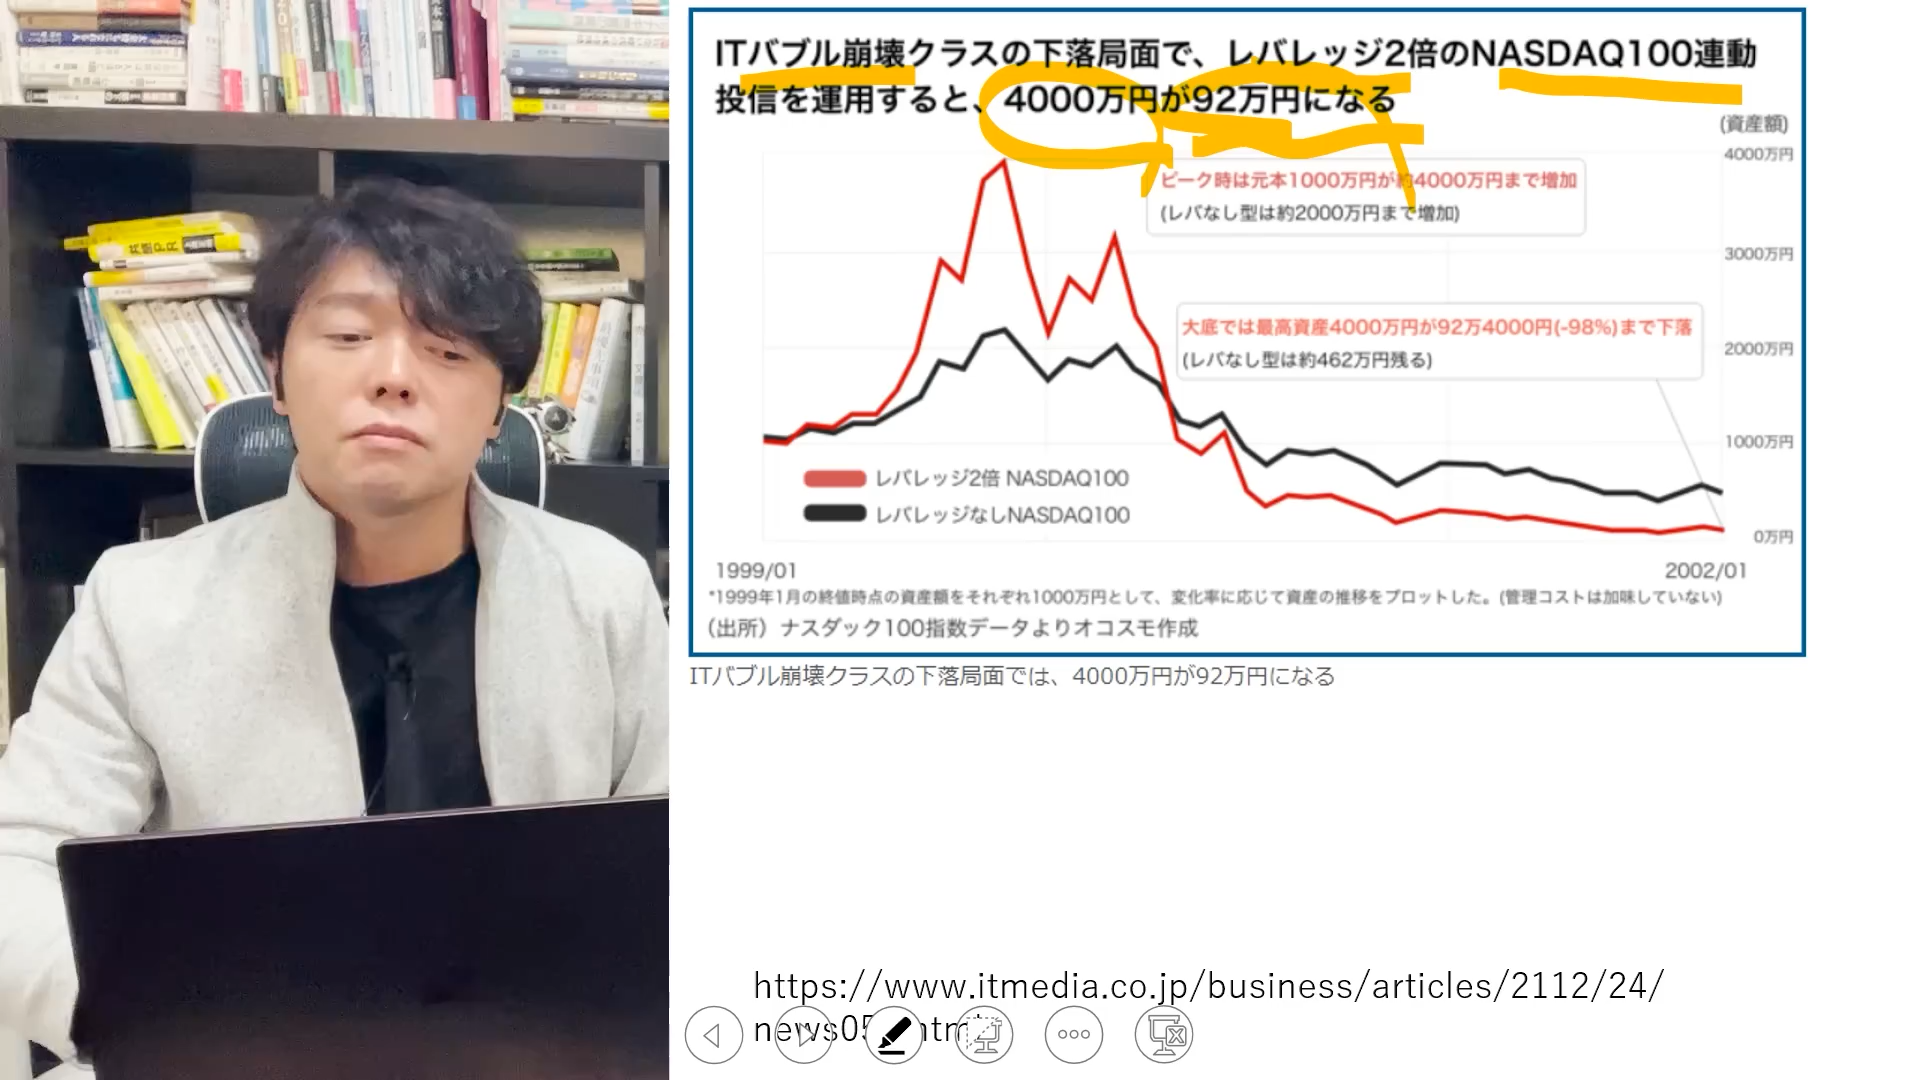 ITバブル崩壊クラスの下落局面で、レバレッジ2倍のNASDAQ100連動
投信を運用すると、4000万円が92万円になる
(資産額)
4000万円
ピーク時は元本1000万円が約4000万円まで増加
(レバなし型は約2000万円まで増加)
3000万円
大底では最高資産4000万円が92万4000円(-98%)まで下落
(レバなし型は約462万円残る)
2000万円
1000万円
レバレッジ2倍 NASDAQ100
レバレッジなしNASDAQ100
0万円
1999/01
2002/01
*1999年1月の終値時点の資産額をそれぞれ1000万円として、変化率に応じて資産の推移をプロットした。(管理コストは加味していない)
（出所）ナスダック100指数データよりオコスモ作成
ITバブル崩壊クラスの下落局面では、4000万円が92万円になる
https://www.itmedia.co.jp/business/articles/2112/24/